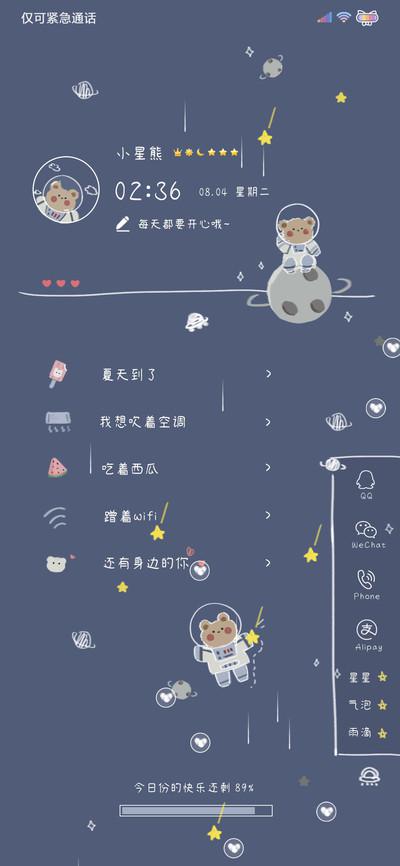 仅可紧急通话
小星熊
02:36 08.04 星期二
每天都要开心哦~
夏天到了
我想吹着空调
吃着西瓜
蹭着wifi
还有身边的你
QQ
WeChat
Phone
支
Alipay
星星
气泡
雨滴
今日份的快乐还剩 89%